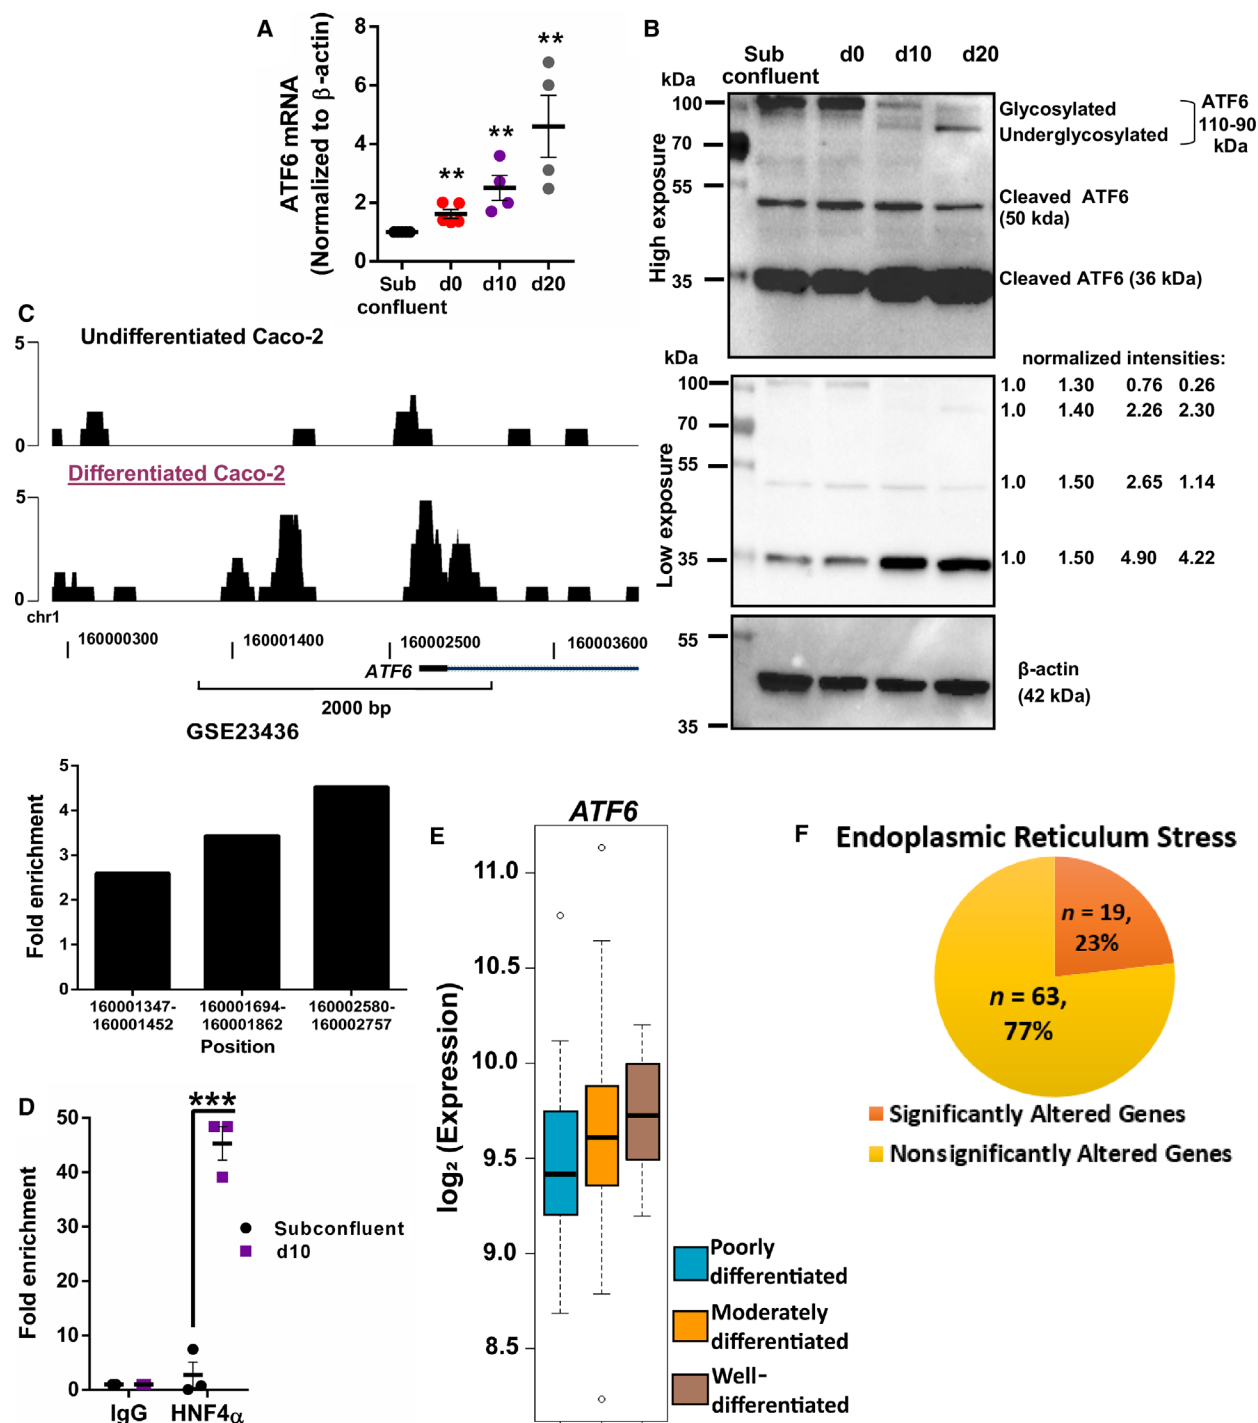 A
ATF6 mRNA
(Normalized to β-actin)
8
6
4
2
0
**
**
**
Sub
confluent
d0
d10
d20
B
Sub
confluent
d0
d10
d20
kDa
High exposure
100
70
55
35
Glycosylated
Underglycosylated
ATF6
110-90
kDa
Cleaved ATF6
(50 kda)
Cleaved ATF6 (36 kDa)
kDa
Low exposure
100
70
55
35
normalized intensities:
1.0 1.30 0.76 0.26
1.0 1.40 2.26 2.30
1.0 1.50 2.65 1.14
1.0 1.50 4.90 4.22
55
35
β-actin
(42 kDa)
C
Undifferentiated Caco-2
5
0
Differentiated Caco-2
5
0
chr1
160000300
160001400
160002500
160003600
ATF6
2000 bp
GSE23436
Fold enrichment
5
4
3
2
1
0
160001347-
160001452
160001694-
160001862
160002580-
160002757
Position
D
Fold enrichment
50
40
30
20
10
0
***
Subconfluent
d10
IgG
HNF4α
E
ATF6
log₂ (Expression)
11.0
10.5
10.0
9.5
9.0
8.5
Poorly
differentiated
Moderately
differentiated
Well-
differentiated
F
Endoplasmic Reticulum Stress
n = 19,
23%
n = 63,
77%
Significantly Altered Genes
Nonsignificantly Altered Genes